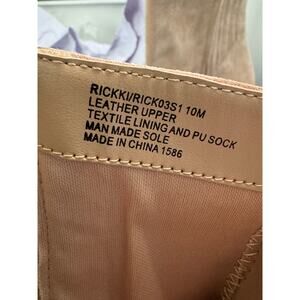 RICKKI/RICK03S1 10M
LEATHER UPPER
TEXTILE LINING AND PU SOCK
MAN MADE SOLE
MADE IN CHINA 1586